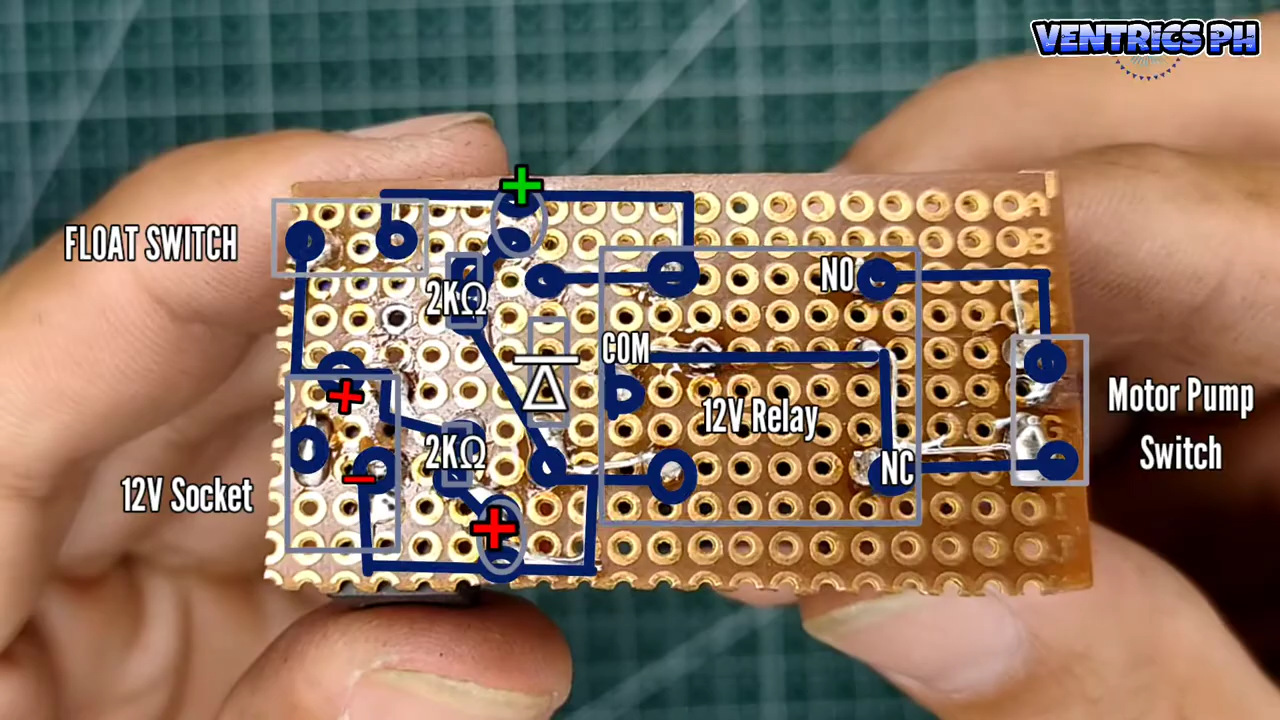 VENTRICS PH
+
FLOAT SWITCH
A
B
NO
2KΩ
COM
+
12V Relay
Motor Pump
Switch
2KΩ
NC
−
12V Socket
+